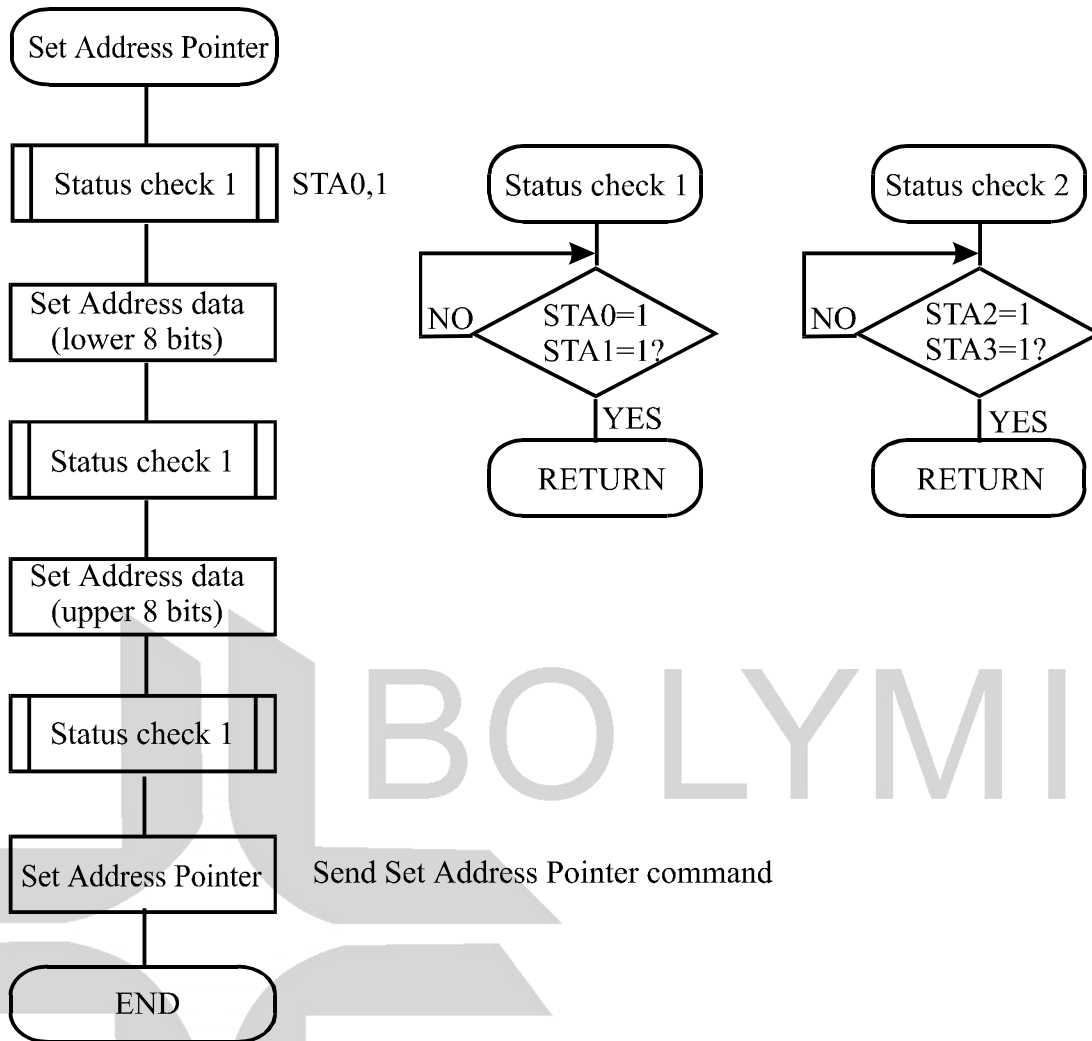 Set Address Pointer
Status check 1
STA0,1
Set Address data
(lower 8 bits)
Status check 1
Set Address data
(upper 8 bits)
Status check 1
Set Address Pointer
Send Set Address Pointer command
END
Status check 1
NO
STA0=1
STA1=1?
YES
RETURN
Status check 2
NO
STA2=1
STA3=1?
YES
RETURN
BOLYMI